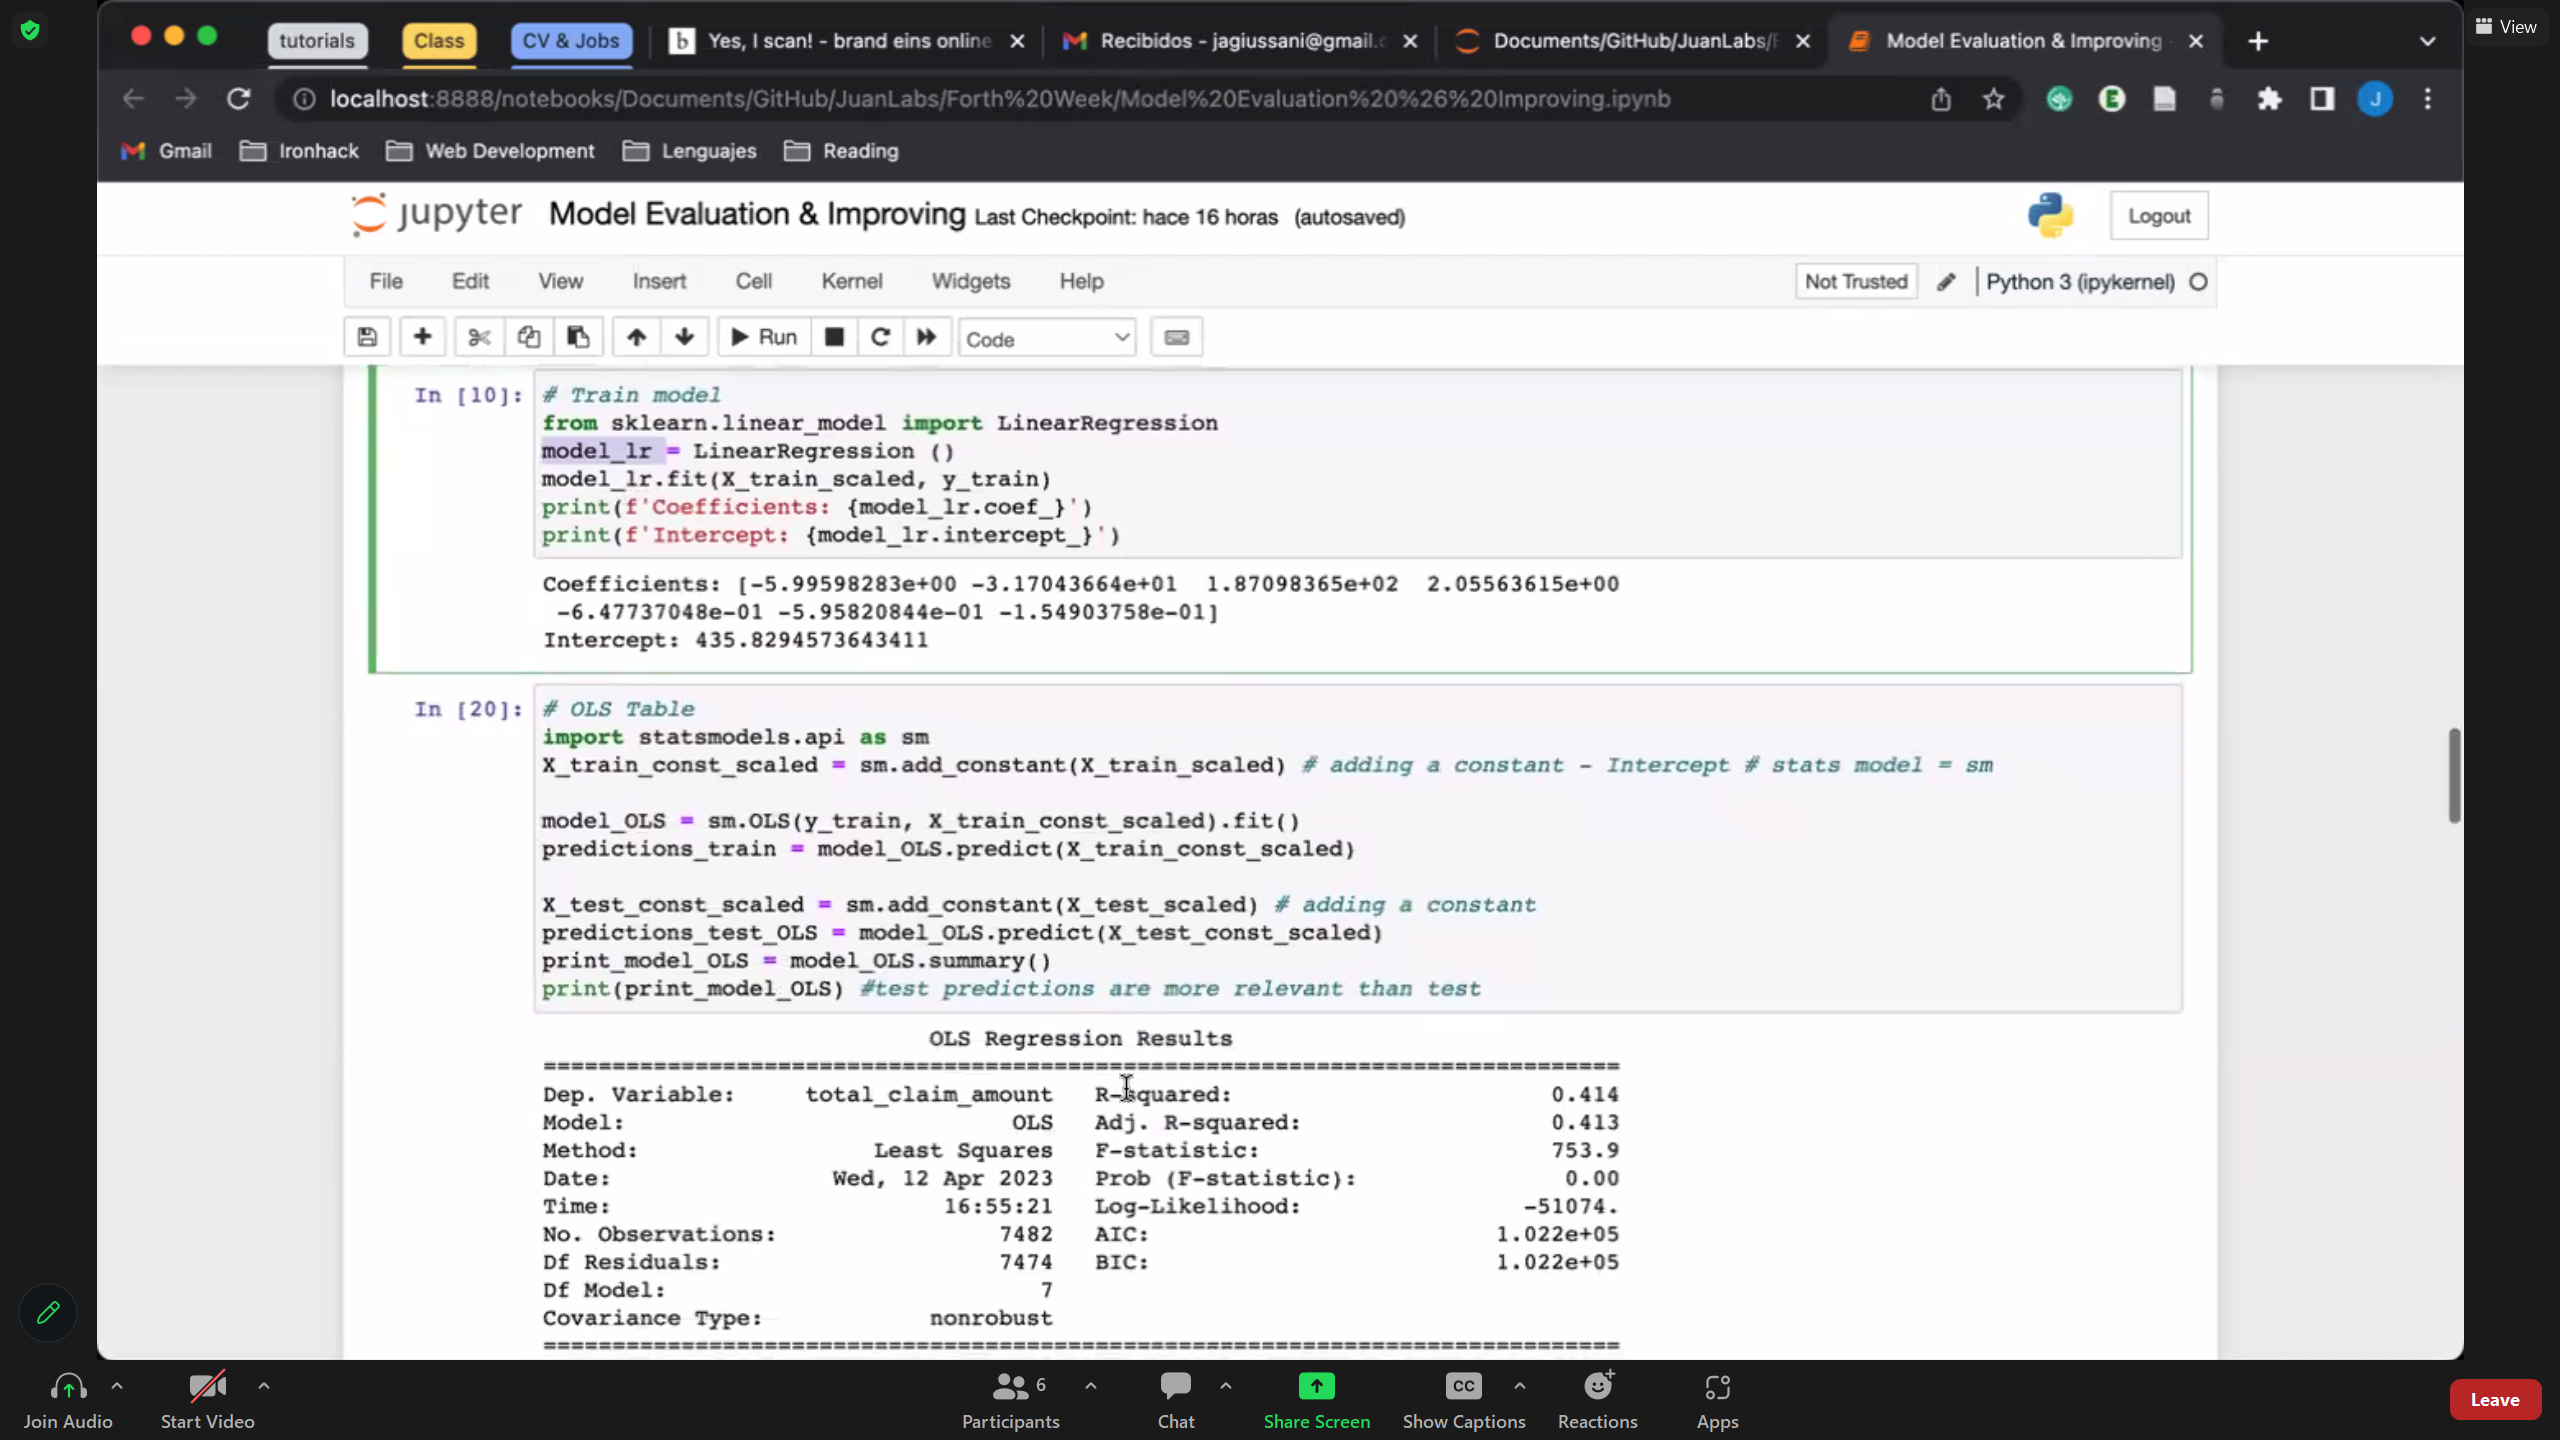 View
tutorials
Class
CV & Jobs
b Yes, I scan! - brand eins online
Recibidos - jagiussani@gmail.c
Documents/GitHub/JuanLabs/F
Model Evaluation & Improving
localhost:8888/notebooks/Documents/GitHub/JuanLabs/Forth%20Week/Model%20Evaluation%20%26%20Improving.ipynb
E
J
Gmail
Ironhack
Web Development
Lenguajes
Reading
jupyter Model Evaluation & Improving Last Checkpoint: hace 16 horas (autosaved)
Logout
File Edit View Insert Cell Kernel Widgets Help
Not Trusted
Python 3 (ipykernel)
Run
Code
In [10]: # Train model
from sklearn.linear_model import LinearRegression
model_lr = LinearRegression ()
model_lr.fit(X_train_scaled, y_train)
print(f'Coefficients: {model_lr.coef_}')
print(f'Intercept: {model_lr.intercept_}')
Coefficients: [-5.99598283e+00 -3.17043664e+01 1.87098365e+02 2.05563615e+00
-6.47737048e-01 -5.95820844e-01 -1.54903758e-01]
Intercept: 435.8294573643411
In [20]: # OLS Table
import statsmodels.api as sm
X_train_const_scaled = sm.add_constant(X_train_scaled) # adding a constant - Intercept # stats model = sm
model_OLS = sm.OLS(y_train, X_train_const_scaled).fit()
predictions_train = model_OLS.predict(X_train_const_scaled)
X_test_const_scaled = sm.add_constant(X_test_scaled) # adding a constant
predictions_test_OLS = model_OLS.predict(X_test_const_scaled)
print_model_OLS = model_OLS.summary()
print(print_model_OLS) #test predictions are more relevant than test
OLS Regression Results
==============================================================================
Dep. Variable: total_claim_amount R-squared: 0.414
Model: OLS Adj. R-squared: 0.413
Method: Least Squares F-statistic: 753.9
Date: Wed, 12 Apr 2023 Prob (F-statistic): 0.00
Time: 16:55:21 Log-Likelihood: -51074.
No. Observations: 7482 AIC: 1.022e+05
Df Residuals: 7474 BIC: 1.022e+05
Df Model: 7
Covariance Type: nonrobust
==============================================================================
Join Audio
Start Video
Participants 6
Chat
Share Screen
CC
Show Captions
Reactions
Apps
Leave